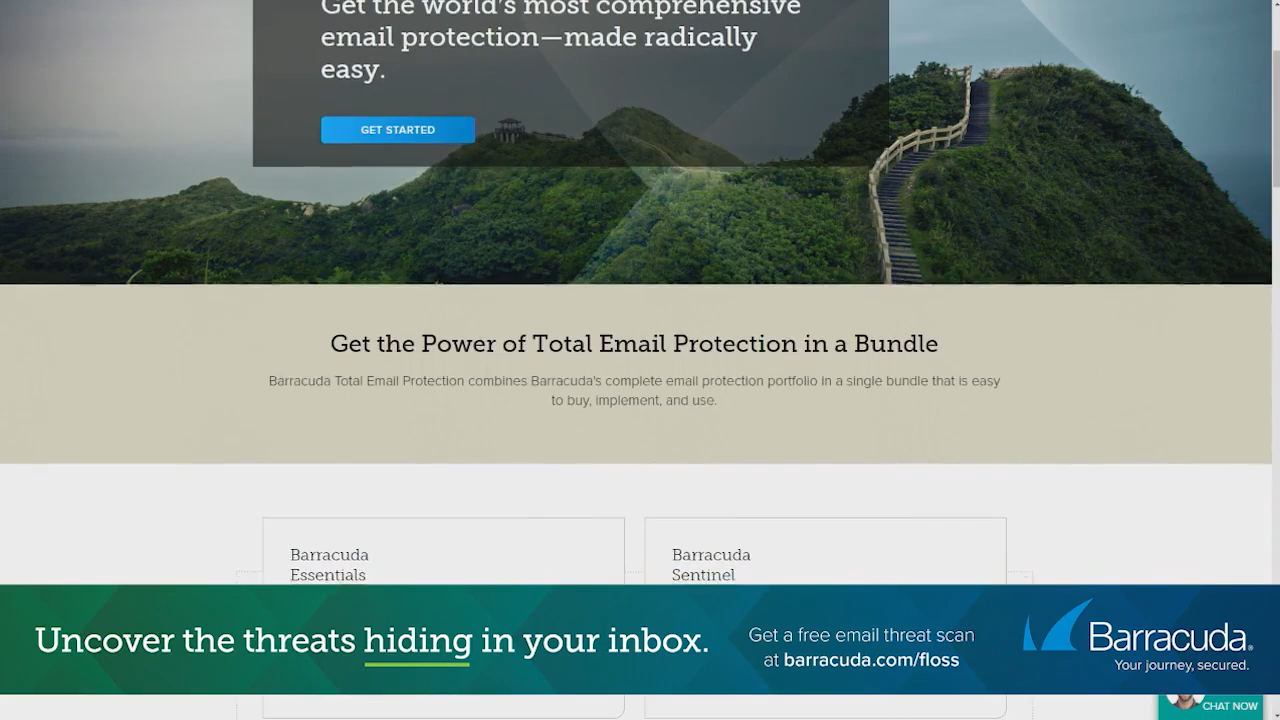 Get the world's most comprehensive
email protection—made radically
easy.
GET STARTED
Get the Power of Total Email Protection in a Bundle
Barracuda Total Email Protection combines Barracuda's complete email protection portfolio in a single bundle that is easy
to buy, implement, and use.
Barracuda
Essentials
Barracuda
Sentinel
Uncover the threats hiding in your inbox.
Get a free email threat scan
at barracuda.com/floss
Barracuda®
Your journey, secured.
CHAT NOW